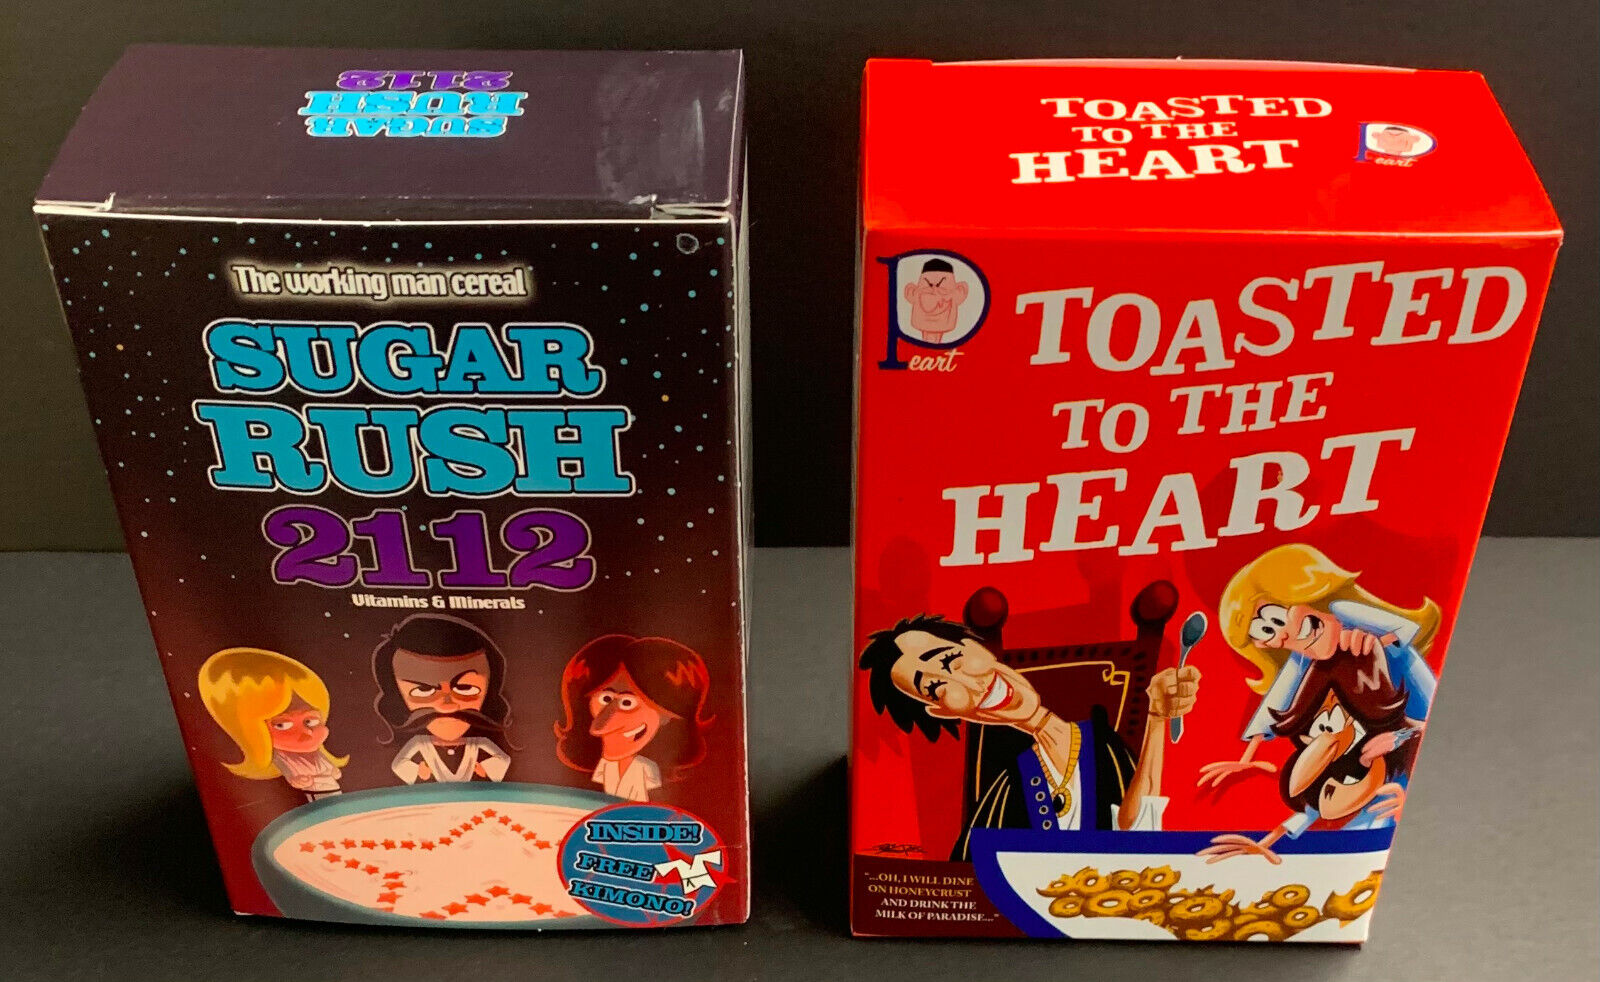 SUGAR
RUSH
2112
The working man cereal
SUGAR
RUSH
2112
Vitamins & Minerals
INSIDE!
FREE
KIMONO!
TOASTED
TO THE
HEART
Peart
Peart
TOASTED
TO THE
HEART
"...OH, I WILL DINE
ON HONEYCRUST
AND DRINK THE
MILK OF PARADISE...."